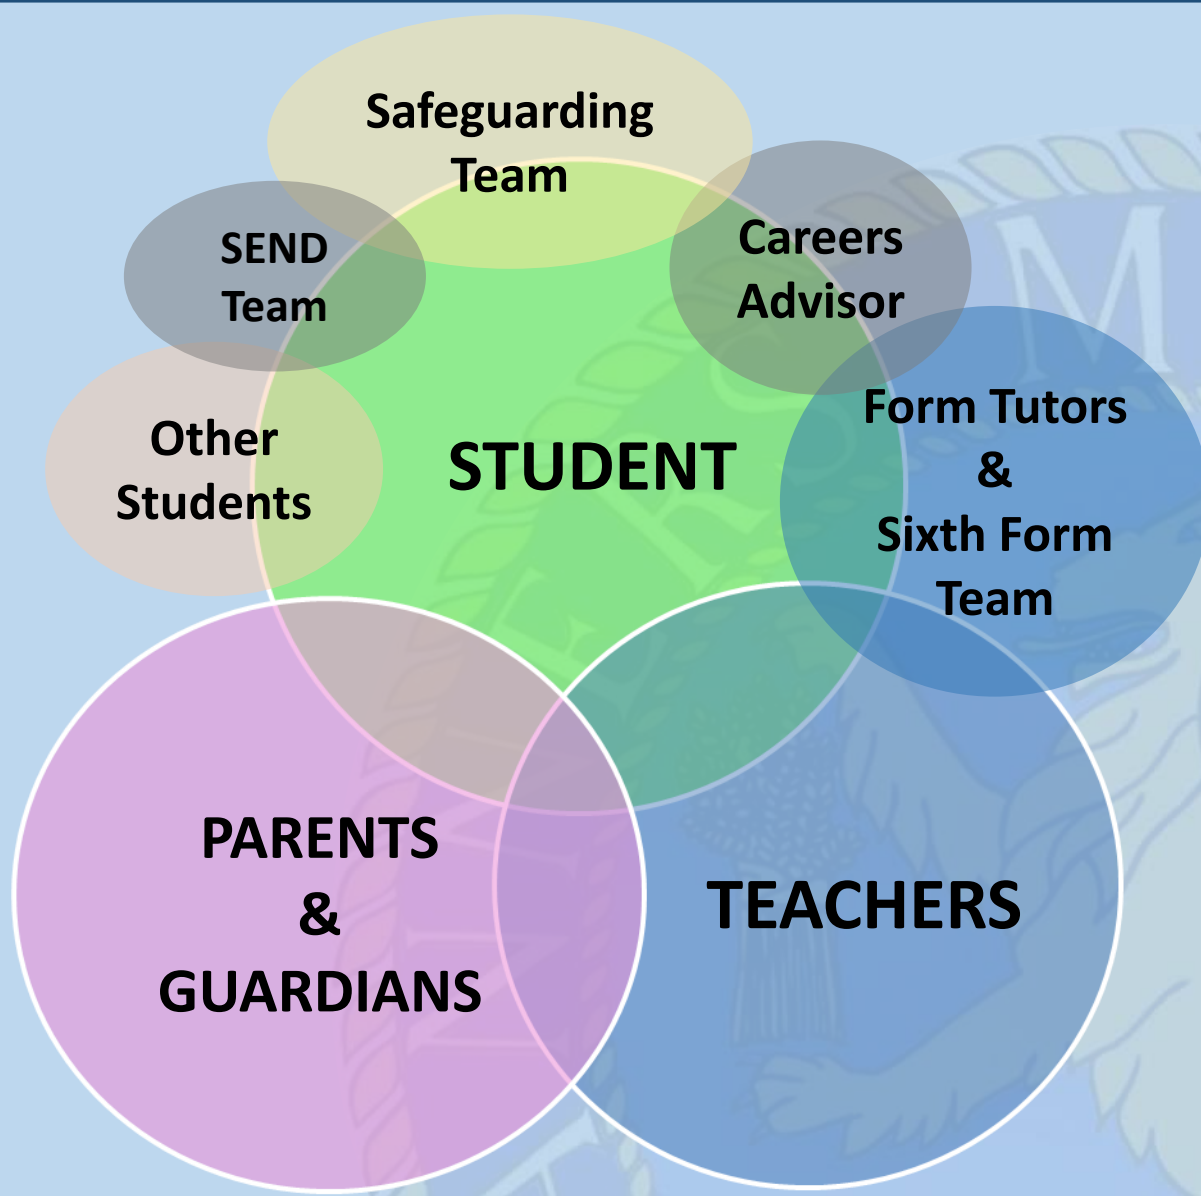 Safeguarding
Team
SEND
Team
Careers
Advisor
Other
Students
STUDENT
Form Tutors
&
Sixth Form
Team
PARENTS
&
GUARDIANS
TEACHERS